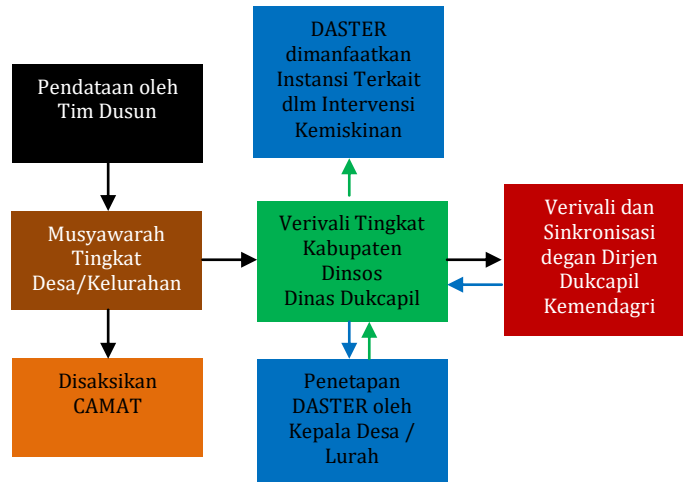 Pendataan oleh
Tim Dusun
DASTER
dimanfaatkan
Instansi Terkait
dlm Intervensi
Kemiskinan
Musyawarah
Tingkat
Desa/Kelurahan
Verivali Tingkat
Kabupaten
Dinsos
Dinas Dukcapil
Verivali dan
Sinkronisasi
degan Dirjen
Dukcapil
Kemendagri
Disaksikan
CAMAT
Penetapan
DASTER oleh
Kepala Desa /
Lurah